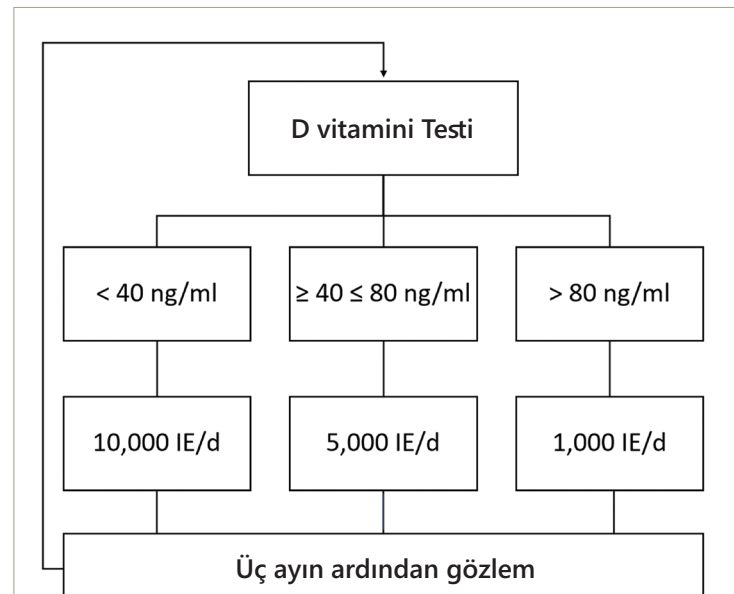 D vitamini Testi
< 40 ng/ml
≥ 40 ≤ 80 ng/ml
> 80 ng/ml
10,000 IE/d
5,000 IE/d
1,000 IE/d
Üç ayın ardından gözlem